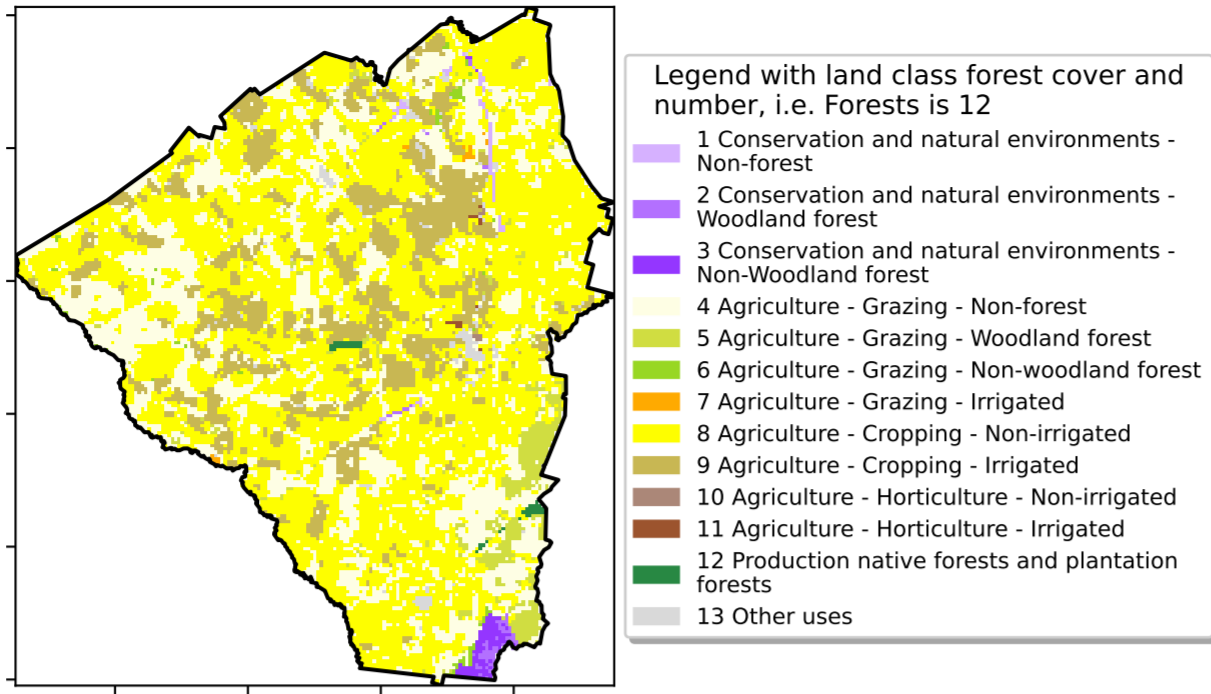 Legend with land class forest cover and
number, i.e. Forests is 12
1 Conservation and natural environments -
Non-forest
2 Conservation and natural environments -
Woodland forest
3 Conservation and natural environments -
Non-Woodland forest
4 Agriculture - Grazing - Non-forest
5 Agriculture - Grazing - Woodland forest
6 Agriculture - Grazing - Non-woodland forest
7 Agriculture - Grazing - Irrigated
8 Agriculture - Cropping - Non-irrigated
9 Agriculture - Cropping - Irrigated
10 Agriculture - Horticulture - Non-irrigated
11 Agriculture - Horticulture - Irrigated
12 Production native forests and plantation
forests
13 Other uses